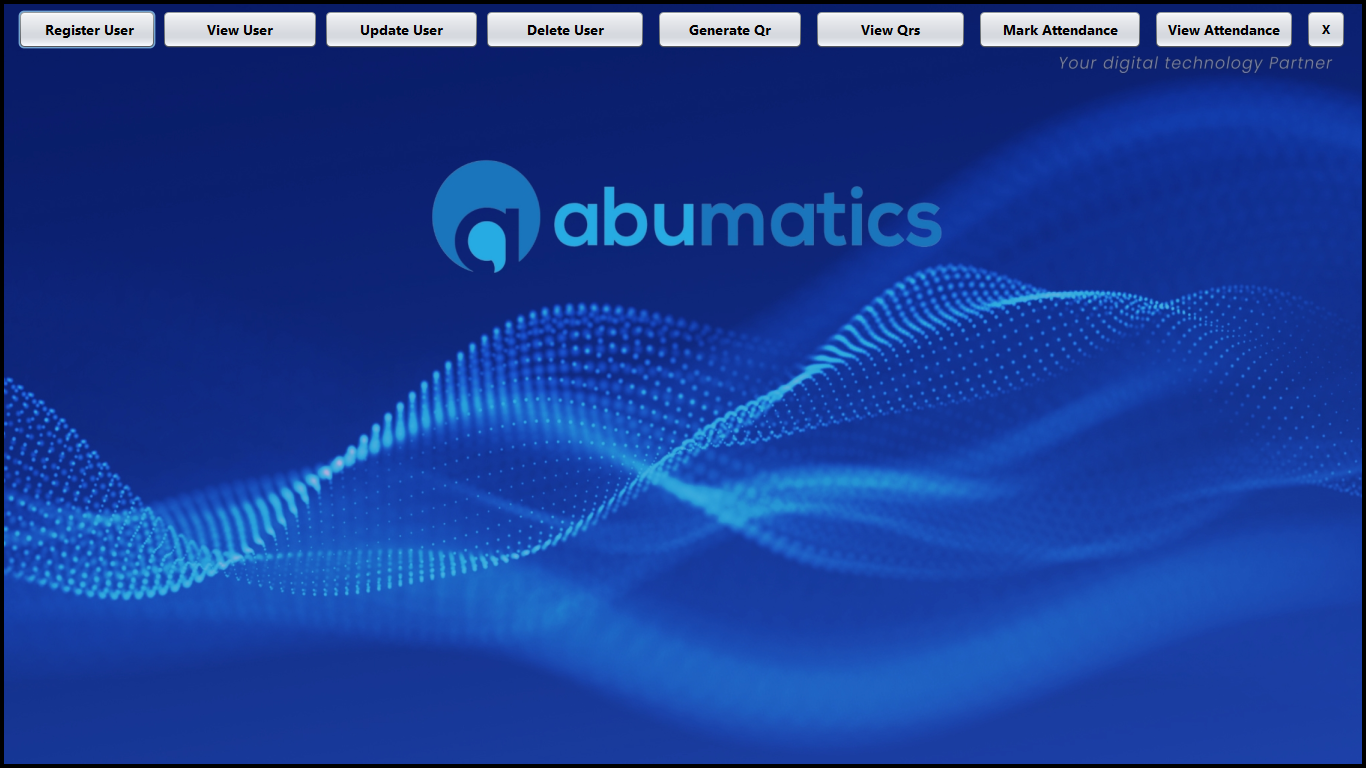 Register User View User Update User Delete User Generate Qr View Qrs Mark Attendance View Attendance X
Your digital technology Partner
abumatics